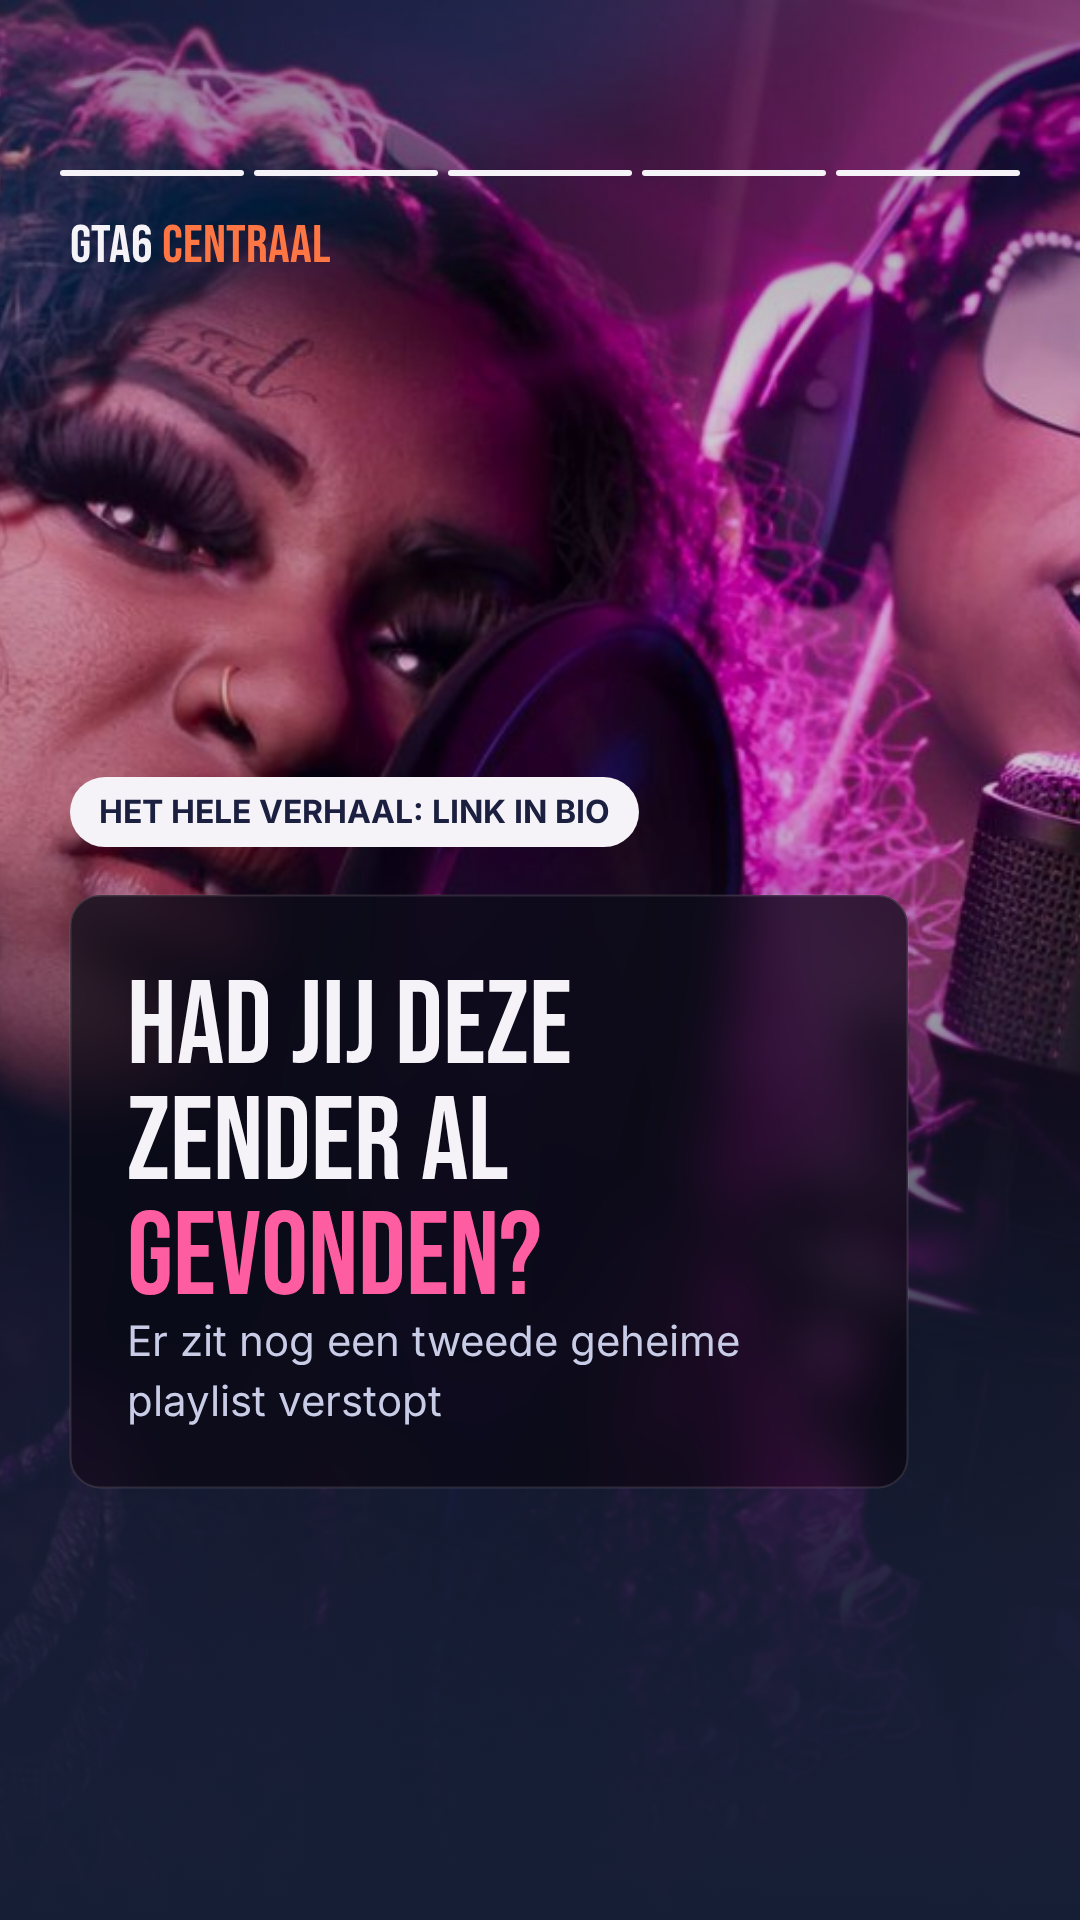 GTA6 CENTRAAL
HET HELE VERHAAL: LINK IN BIO
HAD JIJ DEZE
ZENDER AL
GEVONDEN?
Er zit nog een tweede geheime
playlist verstopt